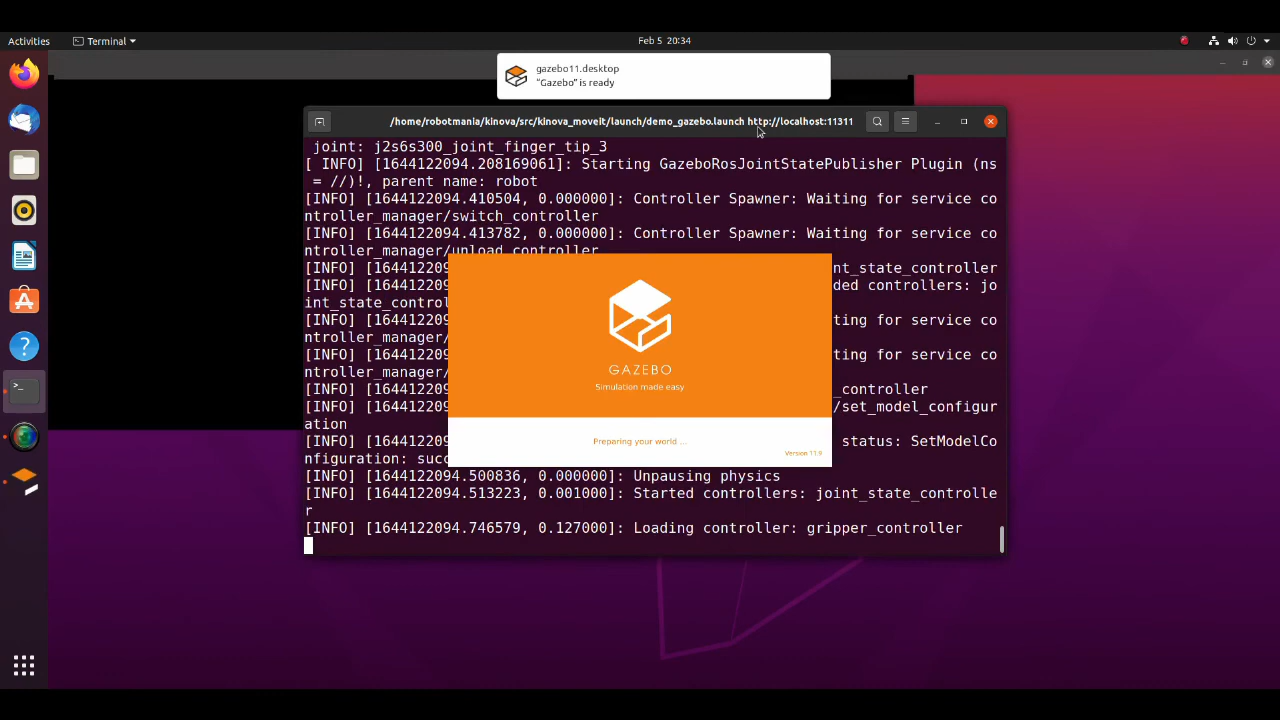 Activities
Terminal
Feb 5 20:34
gazebo11.desktop
“Gazebo” is ready
/home/robotmania/kinova/src/kinova_moveit/launch/demo_gazebo.launch http://localhost:11311
joint: j2s6s300_joint_finger_tip_3
[ INFO] [1644122094.208169061]: Starting GazeboRosJointStatePublisher Plugin (ns
= //)!, parent name: robot
[INFO] [1644122094.410504, 0.000000]: Controller Spawner: Waiting for service co
ntroller_manager/switch_controller
[INFO] [1644122094.413782, 0.000000]: Controller Spawner: Waiting for service co
ntroller_manager/unload_controller
[INFO] [164412209 nt_state_controller
[INFO] [164412209 ded controllers: jo
int_state_control
[INFO] [164412209 ting for service co
ntroller_manager/
[INFO] [164412209 ting for service co
ntroller_manager/
[INFO] [164412209 _controller
[INFO] [164412209 /set_model_configur
ation
[INFO] [164412209 status: SetModelCo
nfiguration: succ
[INFO] [1644122094.500836, 0.000000]: Unpausing physics
[INFO] [1644122094.513223, 0.001000]: Started controllers: joint_state_controlle
r
[INFO] [1644122094.746579, 0.127000]: Loading controller: gripper_controller
GAZEBO
Simulation made easy
Preparing your world ...
Version 11.9